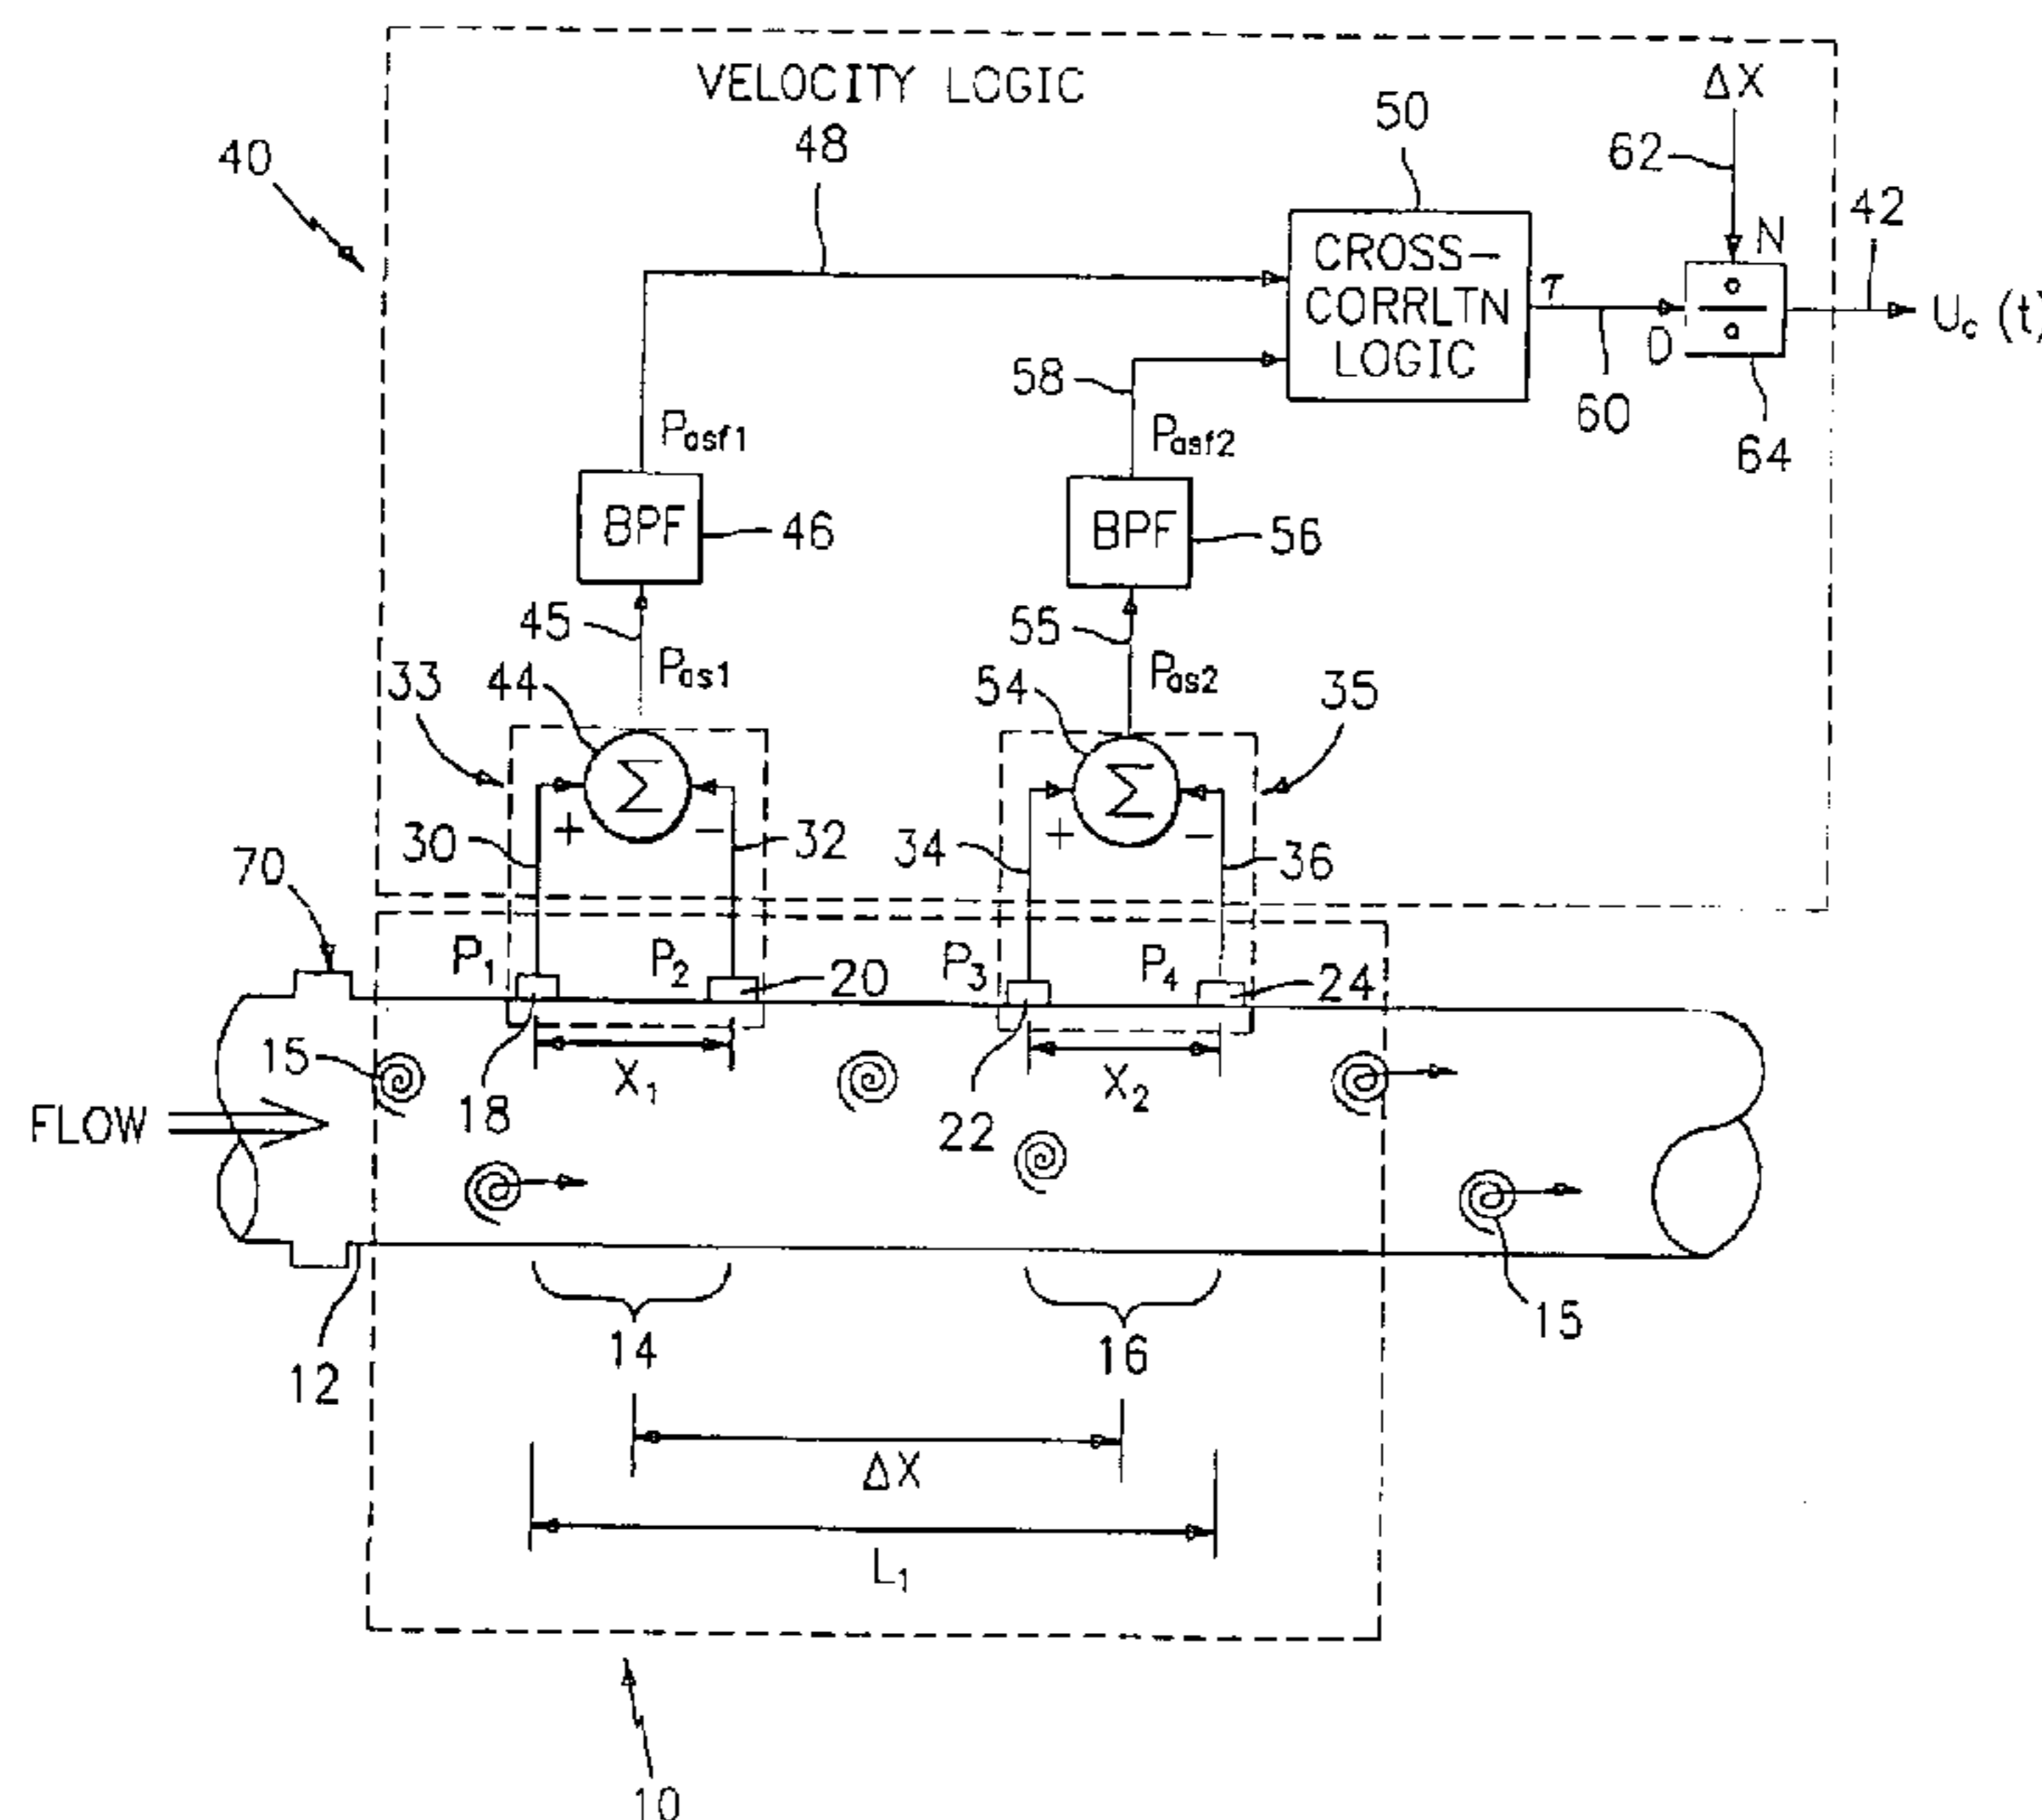 VELOCITY LOGIC
ΔX
50
48
40
62
42
N
CROSS-
CORRLTN
LOGIC
τ
D
Uc (t)
58
60
64
Pasf1
Pasf2
BPF
46
BPF
56
45
55
Pas1
Pas2
33
44
54
35
Σ
Σ
+
−
+
−
30
32
34
36
70
P1
P2
20
P3
P4
24
15
18
X1
22
X2
FLOW
14
16
15
12
ΔX
L1
10